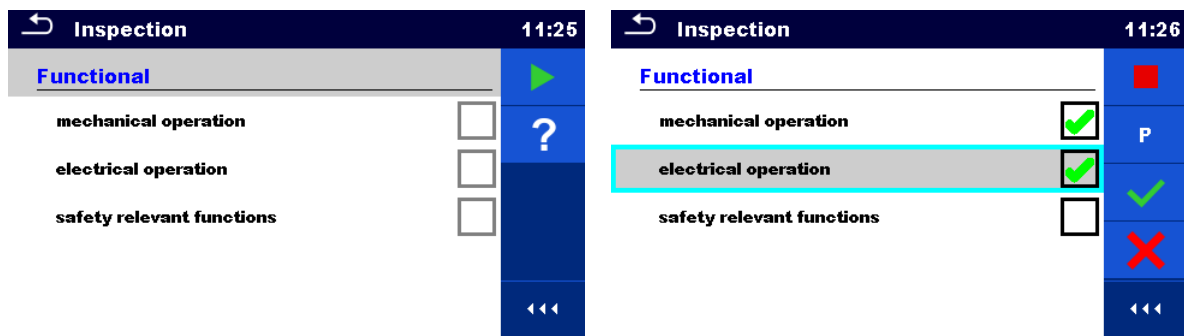 Inspection 11:25
Functional
mechanical operation
?
electrical operation
safety relevant functions
Inspection 11:26
Functional
mechanical operation
P
electrical operation
safety relevant functions